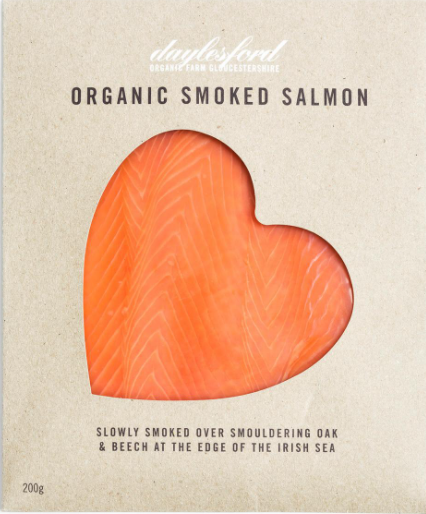 daylesford
ORGANIC FARM GLOUCESTERSHIRE
ORGANIC SMOKED SALMON
SLOWLY SMOKED OVER SMOULDERING OAK
& BEECH AT THE EDGE OF THE IRISH SEA
200g